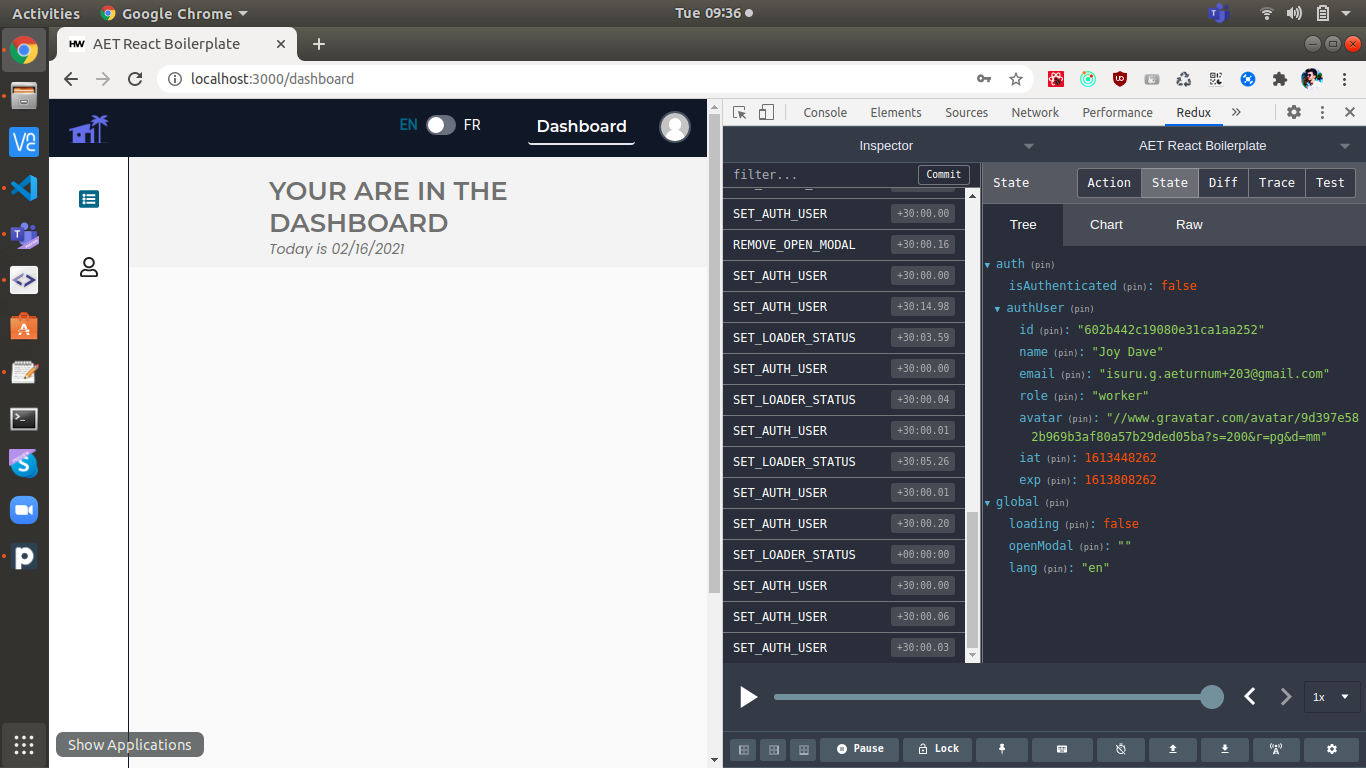 Activities
Google Chrome
Tue 09:36
HW
AET React Boilerplate
localhost:3000/dashboard
EN
FR
Dashboard
YOUR ARE IN THE
DASHBOARD
Today is 02/16/2021
Show Applications
Console
Elements
Sources
Network
Performance
Redux
Inspector
AET React Boilerplate
filter...
Commit
SET_AUTH_USER +30:00.00
REMOVE_OPEN_MODAL +30:00.16
SET_AUTH_USER +30:00.00
SET_AUTH_USER +30:14.98
SET_LOADER_STATUS +30:03.59
SET_AUTH_USER +30:00.00
SET_LOADER_STATUS +30:00.04
SET_AUTH_USER +30:00.01
SET_LOADER_STATUS +30:05.26
SET_AUTH_USER +30:00.01
SET_AUTH_USER +30:00.20
SET_LOADER_STATUS +00:00:00
SET_AUTH_USER +30:00.00
SET_AUTH_USER +30:00.06
SET_AUTH_USER +30:00.03
State
Action
State
Diff
Trace
Test
Tree
Chart
Raw
auth (pin)
isAuthenticated (pin): false
authUser (pin)
id (pin): "602b442c19080e31ca1aa252"
name (pin): "Joy Dave"
email (pin): "isuru.g.aeturnum+203@gmail.com"
role (pin): "worker"
avatar (pin): "//www.gravatar.com/avatar/9d397e58
2b969b3af80a57b29ded05ba?s=200&r=pg&d=mm"
iat (pin): 1613448262
exp (pin): 1613808262
global (pin)
loading (pin): false
openModal (pin): ""
lang (pin): "en"
1x
Pause
Lock